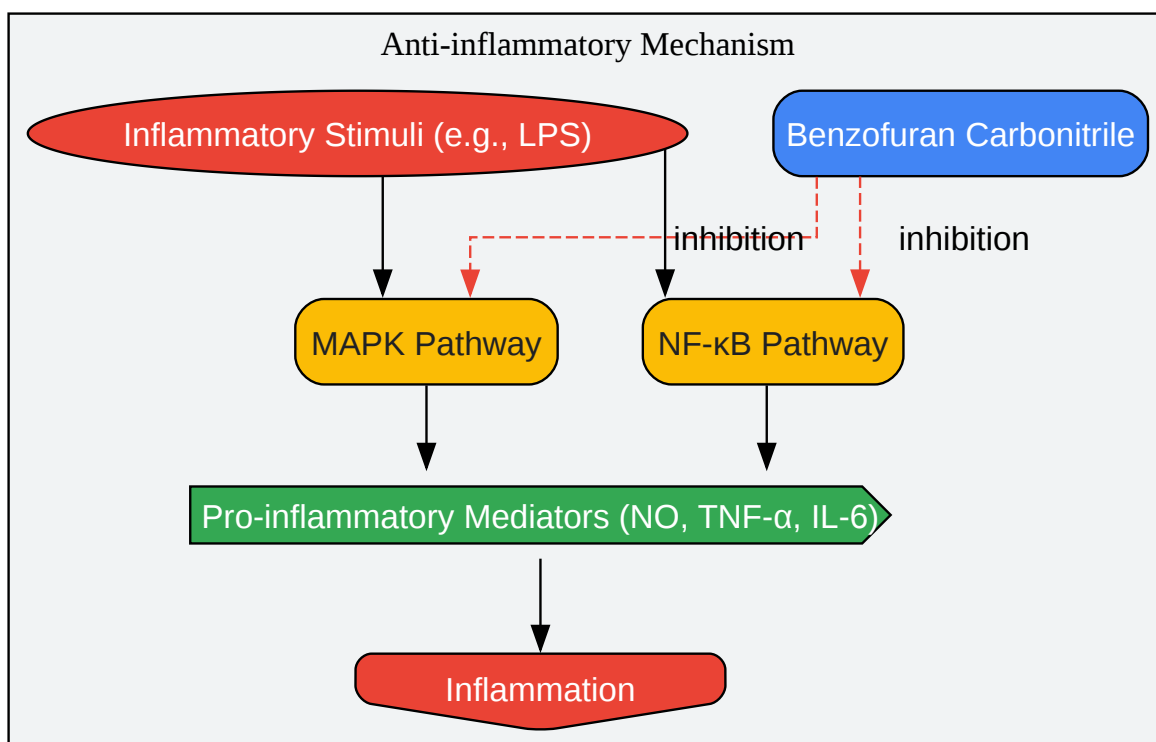 Anti-inflammatory Mechanism
Inflammatory Stimuli (e.g., LPS)
Benzofuran Carbonitrile
inhibition
inhibition
MAPK Pathway
NF-κB Pathway
Pro-inflammatory Mediators (NO, TNF-α, IL-6)
Inflammation